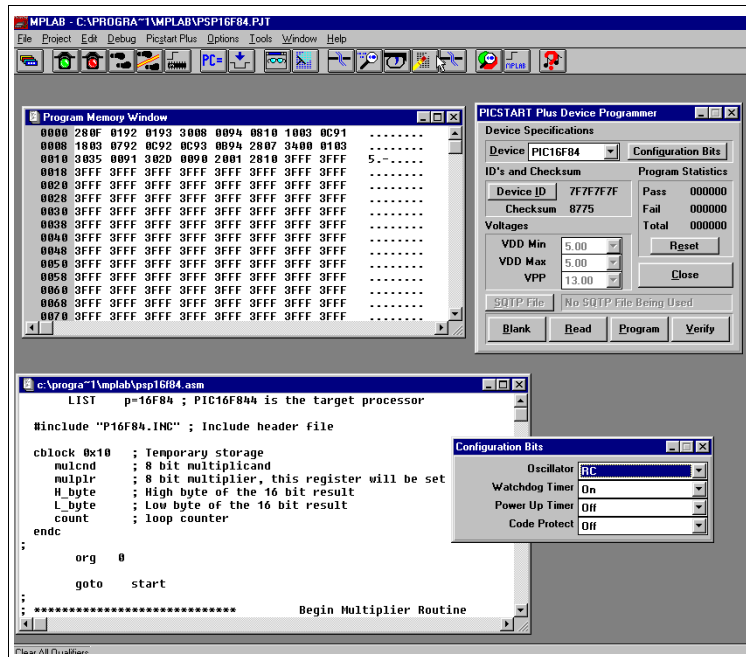 MPLAB - C:\PROGRA~1\MPLAB\PSP16F84.PJT
File Project Edit Debug Picstart Plus Options Tools Window Help
PC=
MPLAB
Program Memory Window
0000 280F 0192 0193 3008 0094 0810 1003 0C91 ........
0008 1803 0792 0C92 0C93 0B94 2807 3400 0103 ........
0010 3035 0091 302D 0090 2001 2810 3FFF 3FFF 5.-.....
0018 3FFF 3FFF 3FFF 3FFF 3FFF 3FFF 3FFF 3FFF ........
0020 3FFF 3FFF 3FFF 3FFF 3FFF 3FFF 3FFF 3FFF ........
0028 3FFF 3FFF 3FFF 3FFF 3FFF 3FFF 3FFF 3FFF ........
0030 3FFF 3FFF 3FFF 3FFF 3FFF 3FFF 3FFF 3FFF ........
0038 3FFF 3FFF 3FFF 3FFF 3FFF 3FFF 3FFF 3FFF ........
0040 3FFF 3FFF 3FFF 3FFF 3FFF 3FFF 3FFF 3FFF ........
0048 3FFF 3FFF 3FFF 3FFF 3FFF 3FFF 3FFF 3FFF ........
0050 3FFF 3FFF 3FFF 3FFF 3FFF 3FFF 3FFF 3FFF ........
0058 3FFF 3FFF 3FFF 3FFF 3FFF 3FFF 3FFF 3FFF ........
0060 3FFF 3FFF 3FFF 3FFF 3FFF 3FFF 3FFF 3FFF ........
0068 3FFF 3FFF 3FFF 3FFF 3FFF 3FFF 3FFF 3FFF ........
0070 3FFF 3FFF 3FFF 3FFF 3FFF 3FFF 3FFF 3FFF ........
PICSTART Plus Device Programmer
Device Specifications
Device PIC16F84 Configuration Bits
ID's and Checksum Program Statistics
Device ID 7F7F7F7F Pass 000000
Checksum 8775 Fail 000000
Voltages Total 000000
VDD Min 5.00 Reset
VDD Max 5.00
VPP 13.00 Close
SQTP File No SQTP File Being Used
Blank Read Program Verify
c:\progra~1\mplab\psp16f84.asm
LIST p=16F84 ; PIC16F844 is the target processor
#include "P16F84.INC" ; Include header file
cblock 0x10 ; Temporary storage
mulcnd ; 8 bit multiplicand
mulplr ; 8 bit multiplier, this register will be set
H_byte ; High byte of the 16 bit result
L_byte ; Low byte of the 16 bit result
count ; loop counter
endc
;
org 0
goto start
;
; ***************************** Begin Multiplier Routine
Configuration Bits
Oscillator RC
Watchdog Timer On
Power Up Timer Off
Code Protect Off
Clear All Qualifiers